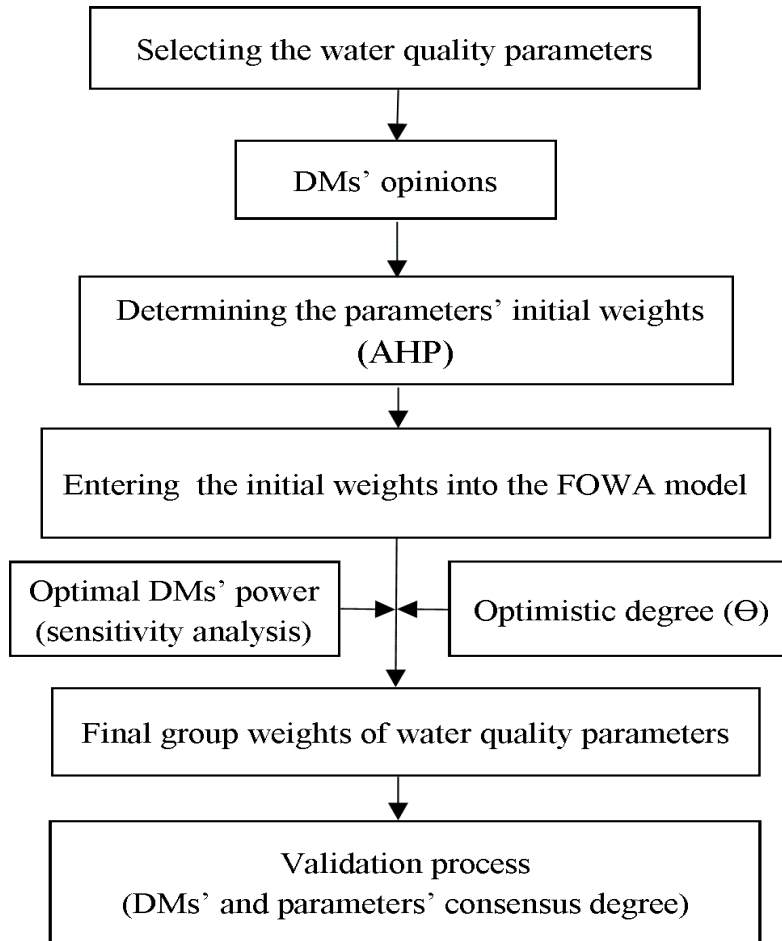 Selecting the water quality parameters
DMs’ opinions
Determining the parameters’ initial weights
(AHP)
Entering the initial weights into the FOWA model
Optimal DMs’ power
(sensitivity analysis)
Optimistic degree (Ɵ)
Final group weights of water quality parameters
Validation process
(DMs’ and parameters’ consensus degree)